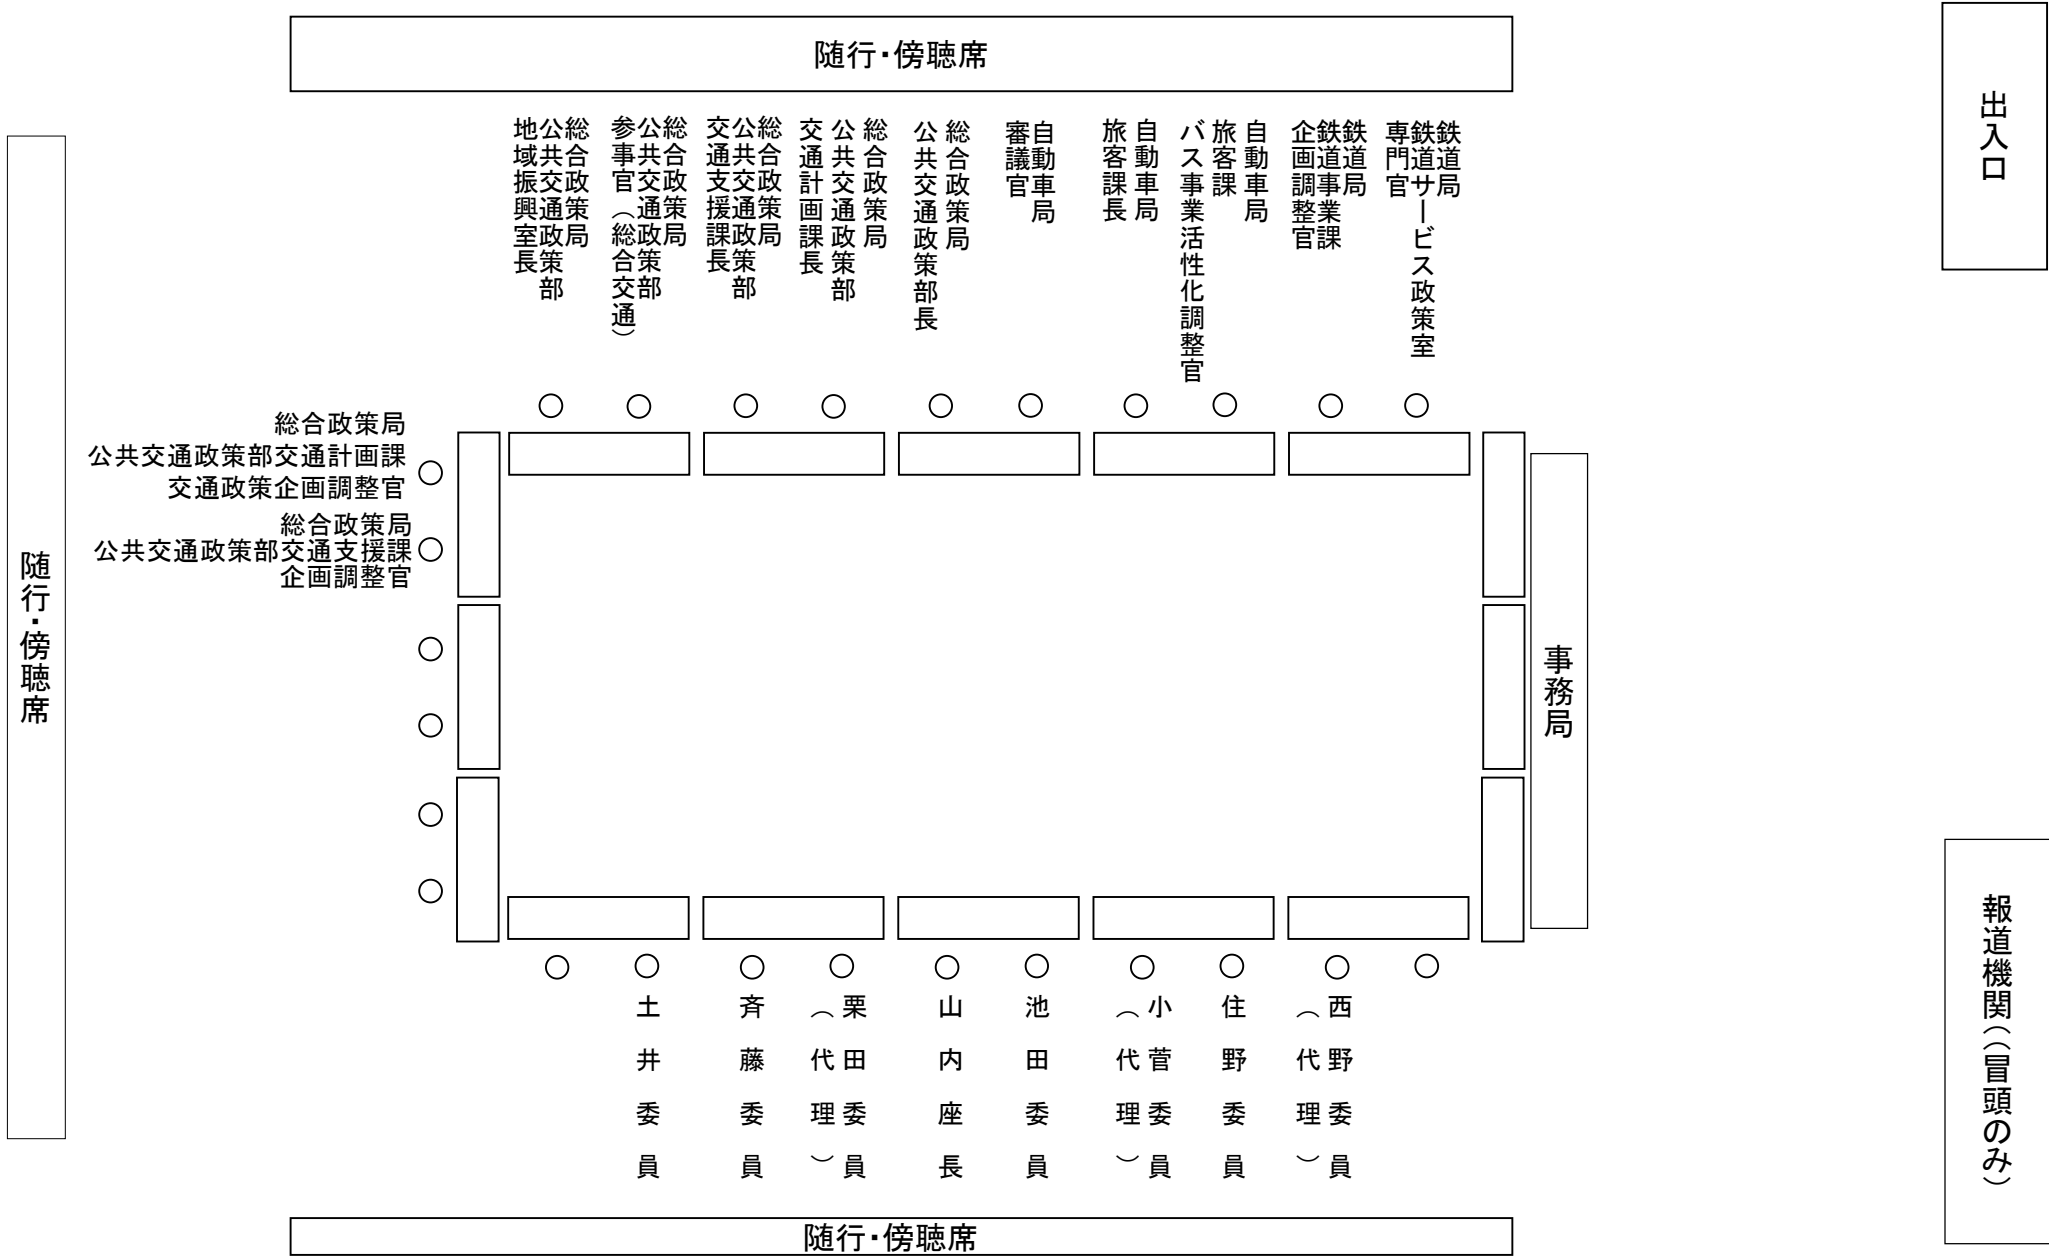 随行・傍聴席
出入口
総合政策局
公共交通政策部
地域振興室長
総合政策局
公共交通政策部
参事官（総合交通）
総合政策局
公共交通政策部
交通支援課長
総合政策局
公共交通政策部
交通計画課長
総合政策局
公共交通政策部長
自動車局
審議官
自動車局
旅客課長
自動車局
旅客課
バス事業活性化調整官
鉄道局
鉄道事業課
企画調整官
鉄道局
鉄道サービス政策室
専門官
総合政策局
公共交通政策部交通計画課
交通政策企画調整官
総合政策局
公共交通政策部交通支援課
企画調整官
随行・傍聴席
事務局
土井委員
斉藤委員
栗田委員
（代理）
山内座長
池田委員
小菅委員
（代理）
住野委員
西野委員
（代理）
報道機関（（冒頭のみ）
随行・傍聴席